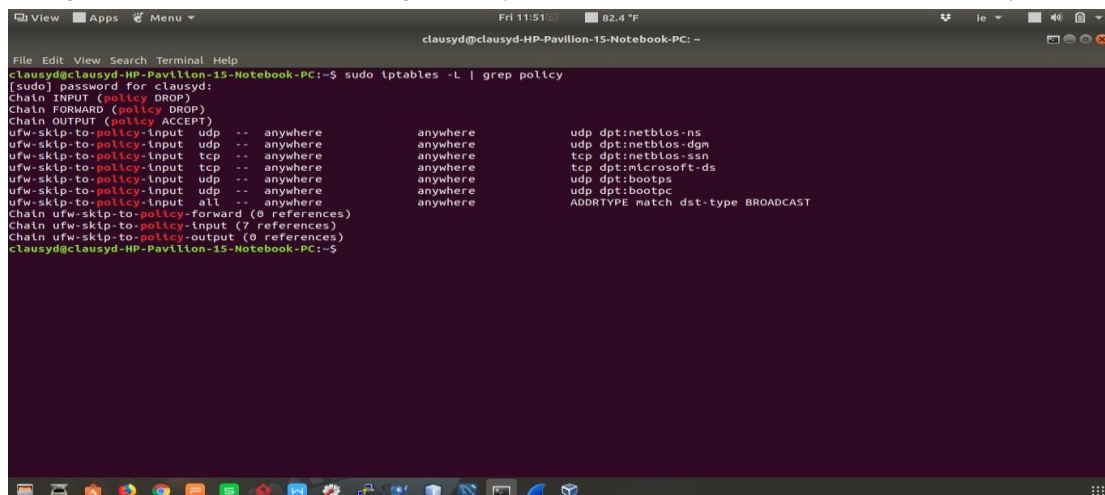 View Apps Menu Fri 11:51 82.4 °F ie
clausyd@clausyd-HP-Pavilion-15-Notebook-PC: ~
File Edit View Search Terminal Help
clausyd@clausyd-HP-Pavilion-15-Notebook-PC:~$ sudo iptables -L | grep policy
[sudo] password for clausyd:
Chain INPUT (policy DROP)
Chain FORWARD (policy DROP)
Chain OUTPUT (policy ACCEPT)
ufw-skip-to-policy-input udp -- anywhere anywhere udp dpt:netbios-ns
ufw-skip-to-policy-input udp -- anywhere anywhere udp dpt:netbios-dgm
ufw-skip-to-policy-input tcp -- anywhere anywhere tcp dpt:netbios-ssn
ufw-skip-to-policy-input tcp -- anywhere anywhere tcp dpt:microsoft-ds
ufw-skip-to-policy-input udp -- anywhere anywhere udp dpt:bootps
ufw-skip-to-policy-input udp -- anywhere anywhere udp dpt:bootpc
ufw-skip-to-policy-input all -- anywhere anywhere ADDRTYPE match dst-type BROADCAST
Chain ufw-skip-to-policy-forward (0 references)
Chain ufw-skip-to-policy-input (7 references)
Chain ufw-skip-to-policy-output (0 references)
clausyd@clausyd-HP-Pavilion-15-Notebook-PC:~$